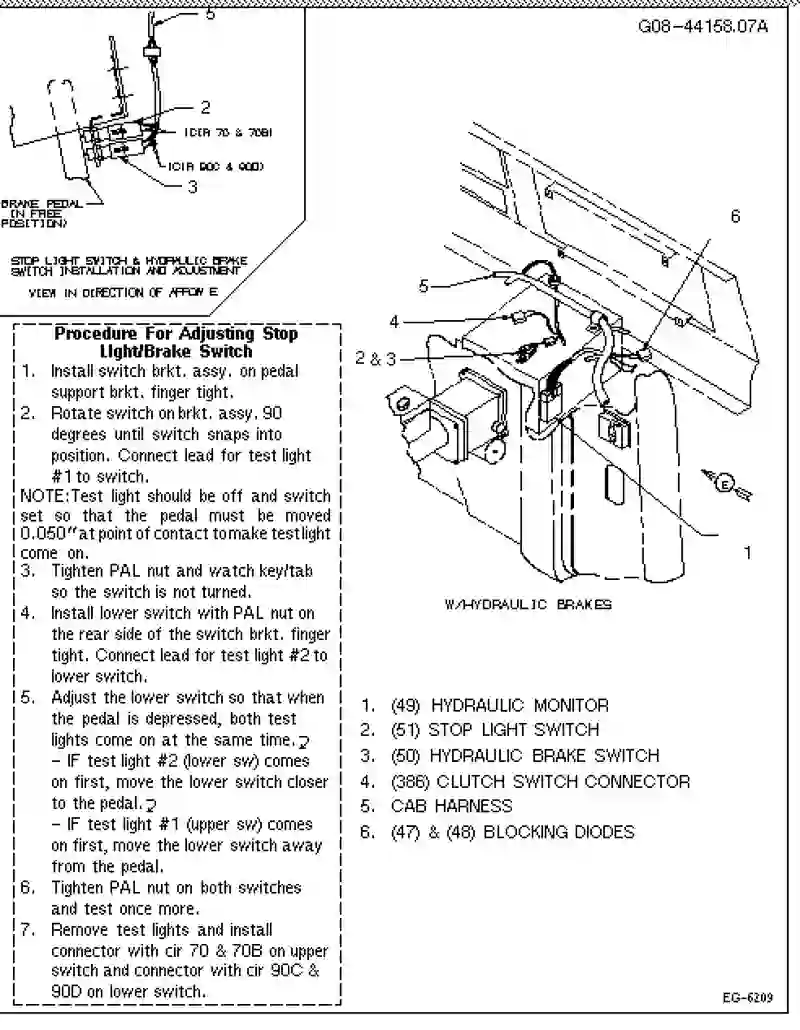 G08-44158.07A
5
2
(CIR 70 & 70B)
(CIR 90C & 90D)
3
BRAKE PEDAL
(IN FREE
POSITION)
STOP LIGHT SWITCH & HYDRAULIC BRAKE
SWITCH INSTALLATION AND ADJUSTMENT
VIEW IN DIRECTION OF ARROW E
6
5
4
2 & 3
E
1
W/HYDRAULIC BRAKES
Procedure For Adjusting Stop
Light/Brake Switch
1. Install switch brkt. assy. on pedal
support brkt. finger tight.
2. Rotate switch on brkt. assy. 90
degrees until switch snaps into
position. Connect lead for test light
#1 to switch.
NOTE: Test light should be off and switch
set so that the pedal must be moved
0.050" at point of contact to make test light
come on.
3. Tighten PAL nut and watch key/tab
so the switch is not turned.
4. Install lower switch with PAL nut on
the rear side of the switch brkt. finger
tight. Connect lead for test light #2 to
lower switch.
5. Adjust the lower switch so that when
the pedal is depressed, both test
lights come on at the same time.
– IF test light #2 (lower sw) comes
on first, move the lower switch closer
to the pedal.
– IF test light #1 (upper sw) comes
on first, move the lower switch away
from the pedal.
6. Tighten PAL nut on both switches
and test once more.
7. Remove test lights and install
connector with cir 70 & 70B on upper
switch and connector with cir 90C &
90D on lower switch.
1. (49) HYDRAULIC MONITOR
2. (51) STOP LIGHT SWITCH
3. (50) HYDRAULIC BRAKE SWITCH
4. (386) CLUTCH SWITCH CONNECTOR
5. CAB HARNESS
6. (47) & (48) BLOCKING DIODES
EG-6209